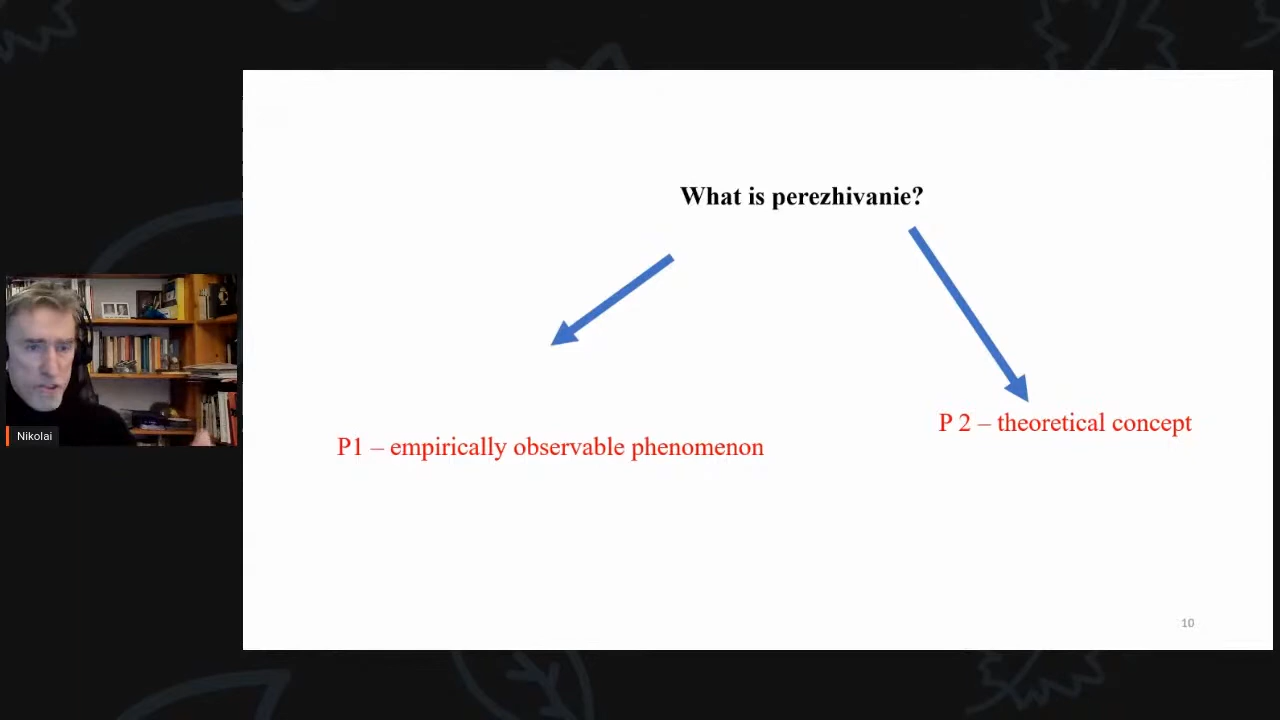 What is perezhivanie?
P 2 – theoretical concept
P1 – empirically observable phenomenon
Nikolai
10